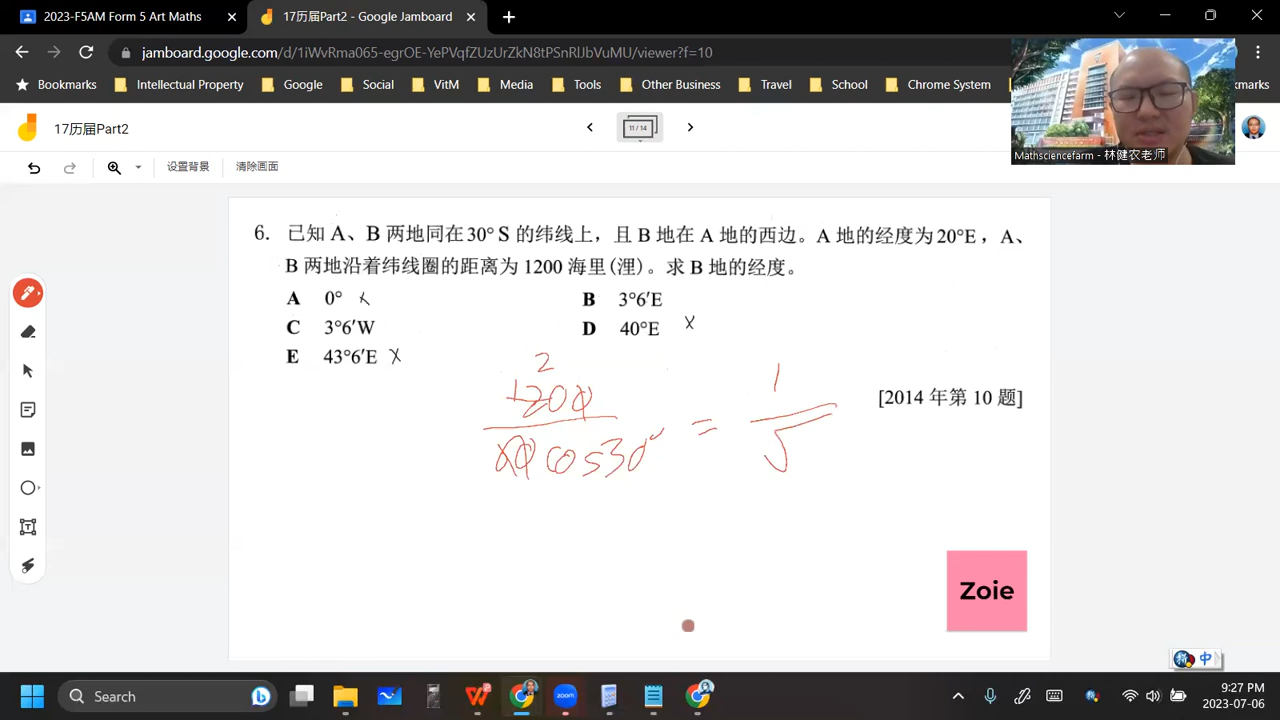 2023-F5AM Form 5 Art Maths
17历届Part2 - Google Jamboard
jamboard.google.com/d/1iWvRmaO65-egrOE-YePVqfZUzUrZkN8tPSnRlJbVuMU/viewer?f=10
Bookmarks Intellectual Property Google Special VitM Media Tools Other Bookmarks Travel School Chrome System
17历届Part2
11 / 14
设置背景 清除画面
Mathsciencefarm - 林健农老师
6. 已知 A、B 两地同在 30° S 的纬线上，且 B 地在 A 地的西边。A 地的经度为 20°E，A、
B 两地沿着纬线圈的距离为 1200 海里(浬)。求 B 地的经度。
A 0° x B 3°6′E
C 3°6′W D 40°E x
E 43°6′E x
[2014 年第 10 题]
2
1200 1
cos30° =
Zoie
中
Search
9:27 PM
2023-07-06